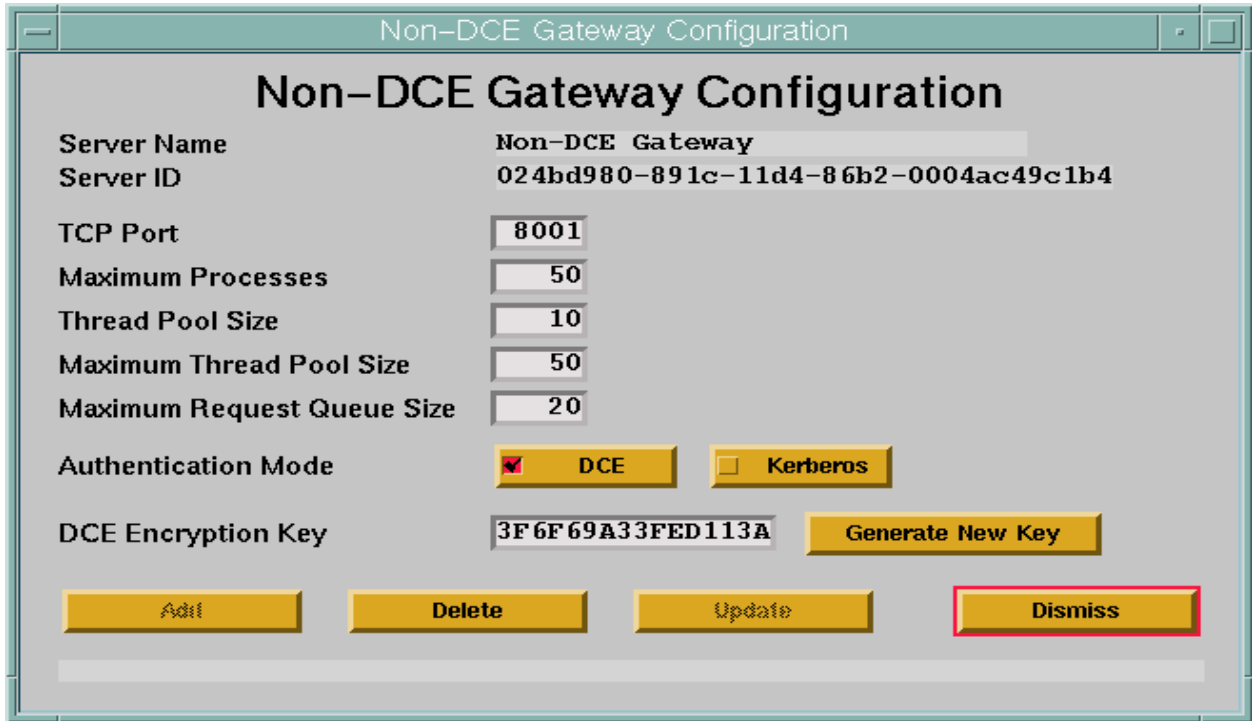 Non-DCE Gateway Configuration
Non-DCE Gateway Configuration
Server Name Non-DCE Gateway
Server ID 024bd980-891c-11d4-86b2-0004ac49c1b4
TCP Port 8001
Maximum Processes 50
Thread Pool Size 10
Maximum Thread Pool Size 50
Maximum Request Queue Size 20
Authentication Mode DCE Kerberos
DCE Encryption Key 3F6F69A33FED113A Generate New Key
Add Delete Update Dismiss